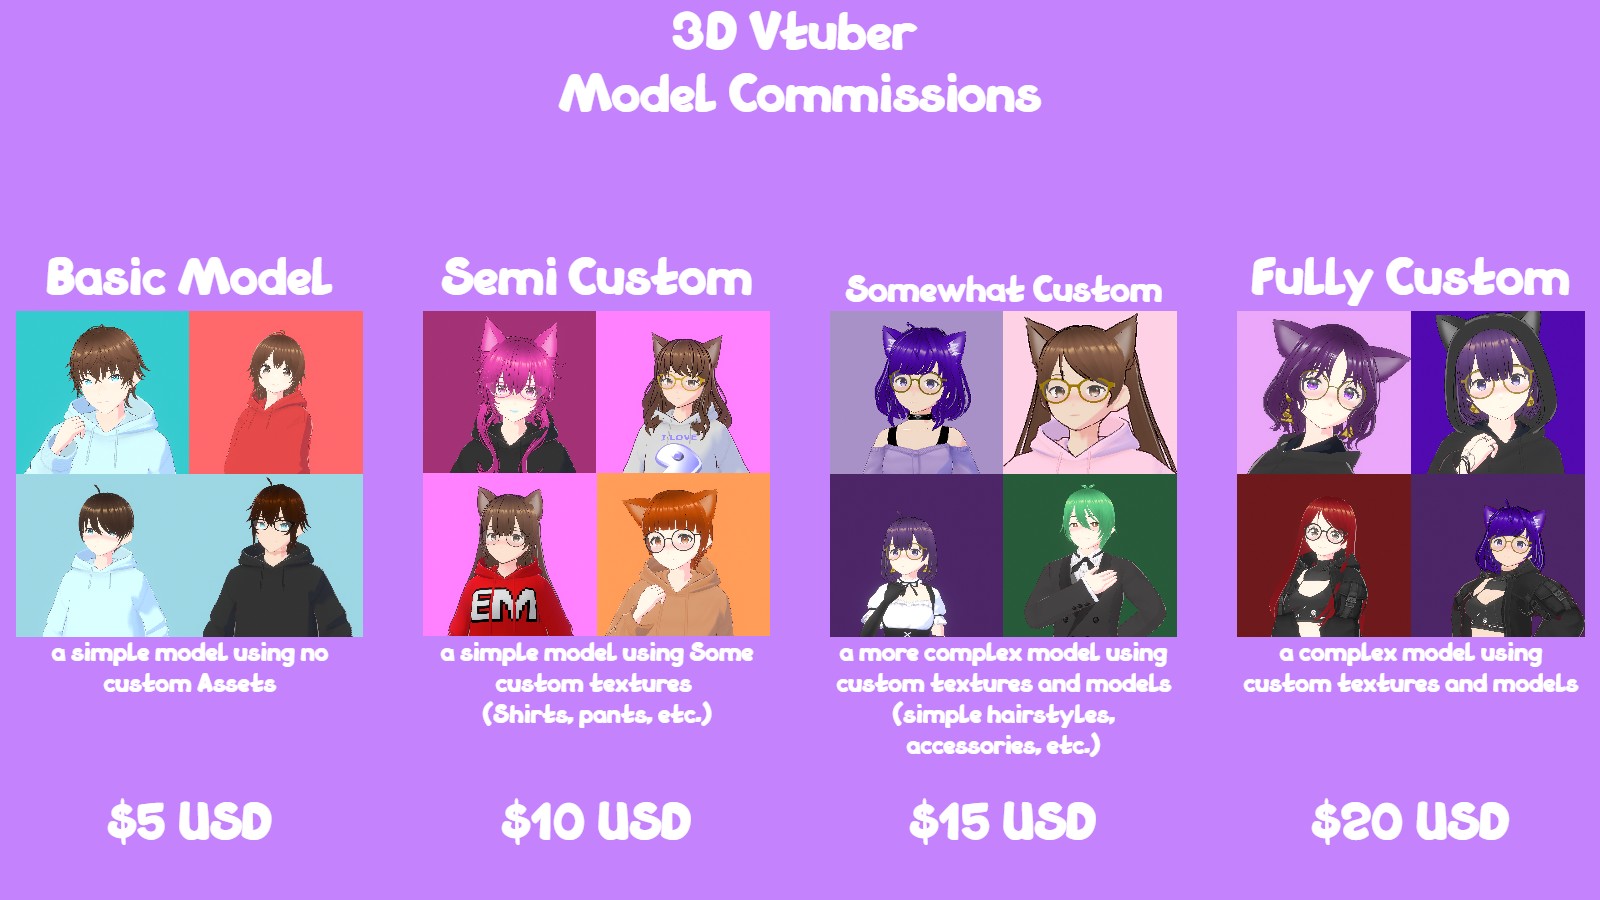 3D Vtuber
Model Commissions
Basic Model
a simple model using no
custom Assets
$5 USD
Semi Custom
I LOVE
EM
a simple model using Some
custom textures
(Shirts, pants, etc.)
$10 USD
Somewhat Custom
a more complex model using
custom textures and models
(simple hairstyles,
accessories, etc.)
$15 USD
Fully Custom
a complex model using
custom textures and models
$20 USD